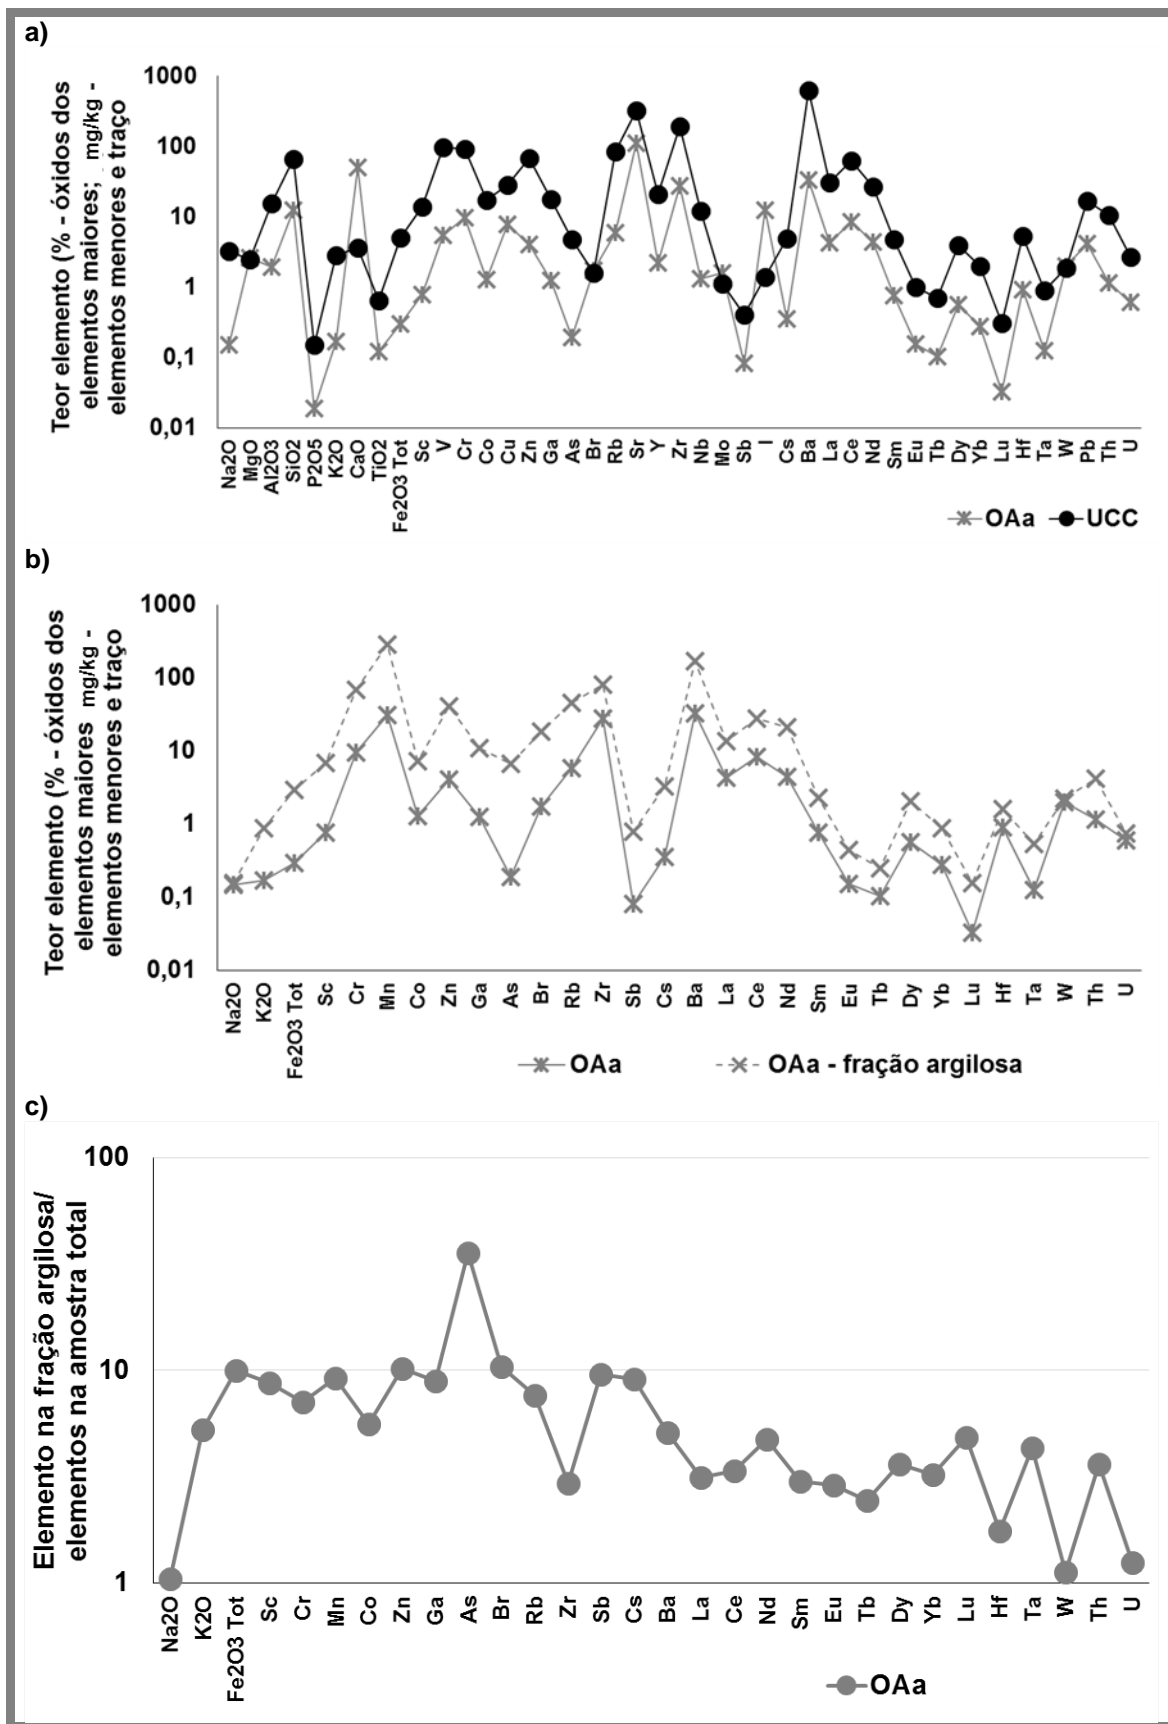 a)
Teor elemento (% - óxidos dos
elementos maiores; mg/kg -
elementos menores e traço
1000
100
10
1
0,1
0,01
Na2O
MgO
Al2O3
SiO2
P2O5
K2O
CaO
TiO2
Fe2O3 Tot
Sc
V
Cr
Co
Cu
Zn
Ga
As
Br
Rb
Sr
Y
Zr
Nb
Mo
Sb
I
Cs
Ba
La
Ce
Nd
Sm
Eu
Tb
Dy
Yb
Lu
Hf
Ta
W
Pb
Th
U
OAa UCC
b)
Teor elemento (% - óxidos dos
elementos maiores mg/kg -
elementos menores e traço
1000
100
10
1
0,1
0,01
Na2O
K2O
Fe2O3 Tot
Sc
Cr
Mn
Co
Zn
Ga
As
Br
Rb
Zr
Sb
Cs
Ba
La
Ce
Nd
Sm
Eu
Tb
Dy
Yb
Lu
Hf
Ta
W
Th
U
OAa OAa - fração argilosa
c)
Elemento na fração argilosa/
elementos na amostra total
100
10
1
Na2O
K2O
Fe2O3 Tot
Sc
Cr
Mn
Co
Zn
Ga
As
Br
Rb
Zr
Sb
Cs
Ba
La
Ce
Nd
Sm
Eu
Tb
Dy
Yb
Lu
Hf
Ta
W
Th
U
OAa